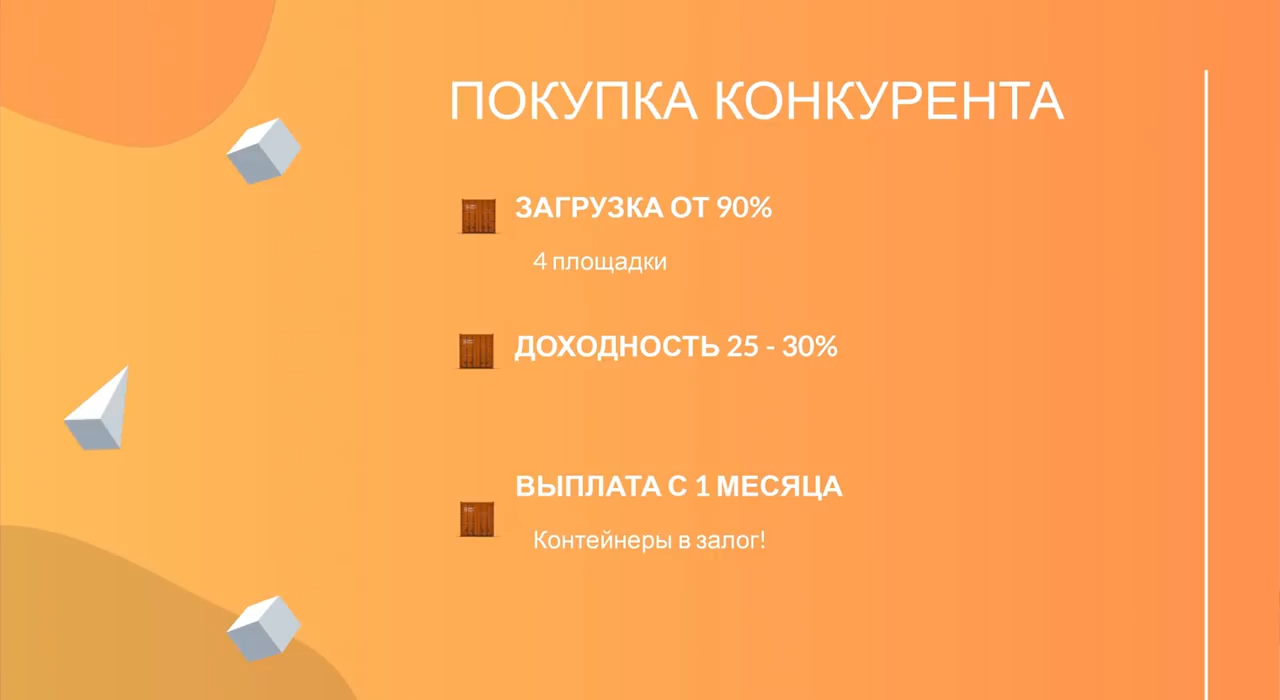 ПОКУПКА КОНКУРЕНТА
ЗАГРУЗКА ОТ 90%
4 площадки
ДОХОДНОСТЬ 25 - 30%
ВЫПЛАТА С 1 МЕСЯЦА
Контейнеры в залог!